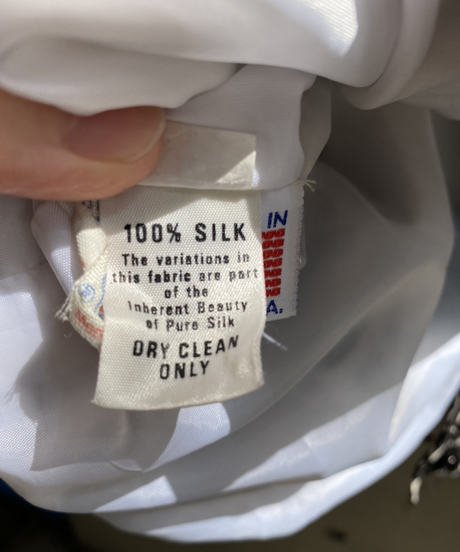 100% SILK
The variations in
this fabric are part
of the
Inherent Beauty
of Pure Silk
DRY CLEAN
ONLY
IN
A.